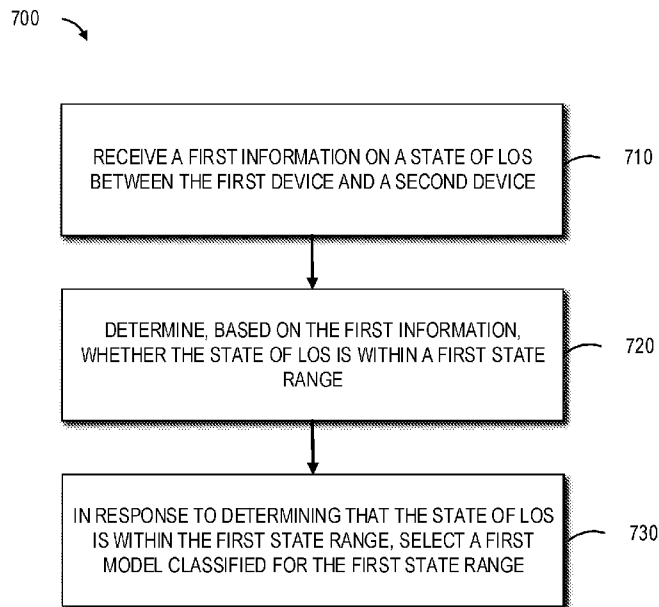 700
RECEIVE A FIRST INFORMATION ON A STATE OF LOS
BETWEEN THE FIRST DEVICE AND A SECOND DEVICE
710
DETERMINE, BASED ON THE FIRST INFORMATION,
WHETHER THE STATE OF LOS IS WITHIN A FIRST STATE
RANGE
720
IN RESPONSE TO DETERMINING THAT THE STATE OF LOS
IS WITHIN THE FIRST STATE RANGE, SELECT A FIRST
MODEL CLASSIFIED FOR THE FIRST STATE RANGE
730